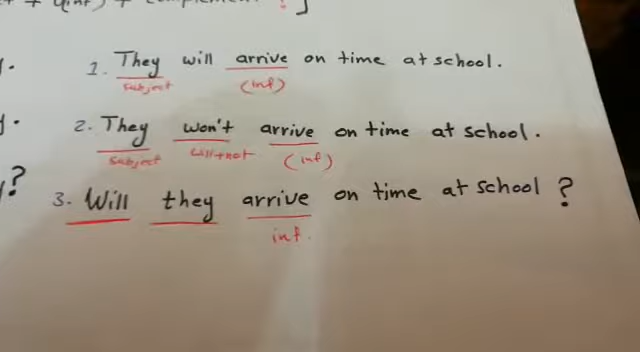 complement ? ]
1. They will arrive on time at school.
subject (inf)
2. They won't arrive on time at school.
subject will+not (inf)
? 3. Will they arrive on time at school ?
inf.